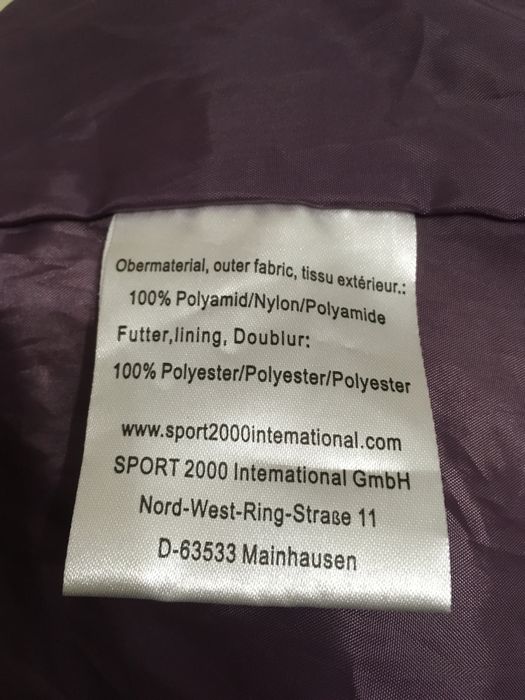 Obermaterial, outer fabric, tissu extérieur.:
100% Polyamid/Nylon/Polyamide
Futter,lining, Doublur:
100% Polyester/Polyester/Polyester
www.sport2000international.com
SPORT 2000 International GmbH
Nord-West-Ring-Straße 11
D-63533 Mainhausen